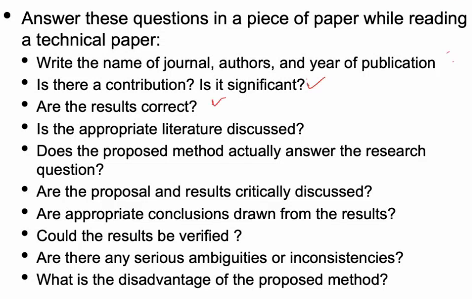 • Answer these questions in a piece of paper while reading
a technical paper:
• Write the name of journal, authors, and year of publication
• Is there a contribution? Is it significant?
• Are the results correct?
• Is the appropriate literature discussed?
• Does the proposed method actually answer the research
question?
• Are the proposal and results critically discussed?
• Are appropriate conclusions drawn from the results?
• Could the results be verified ?
• Are there any serious ambiguities or inconsistencies?
• What is the disadvantage of the proposed method?